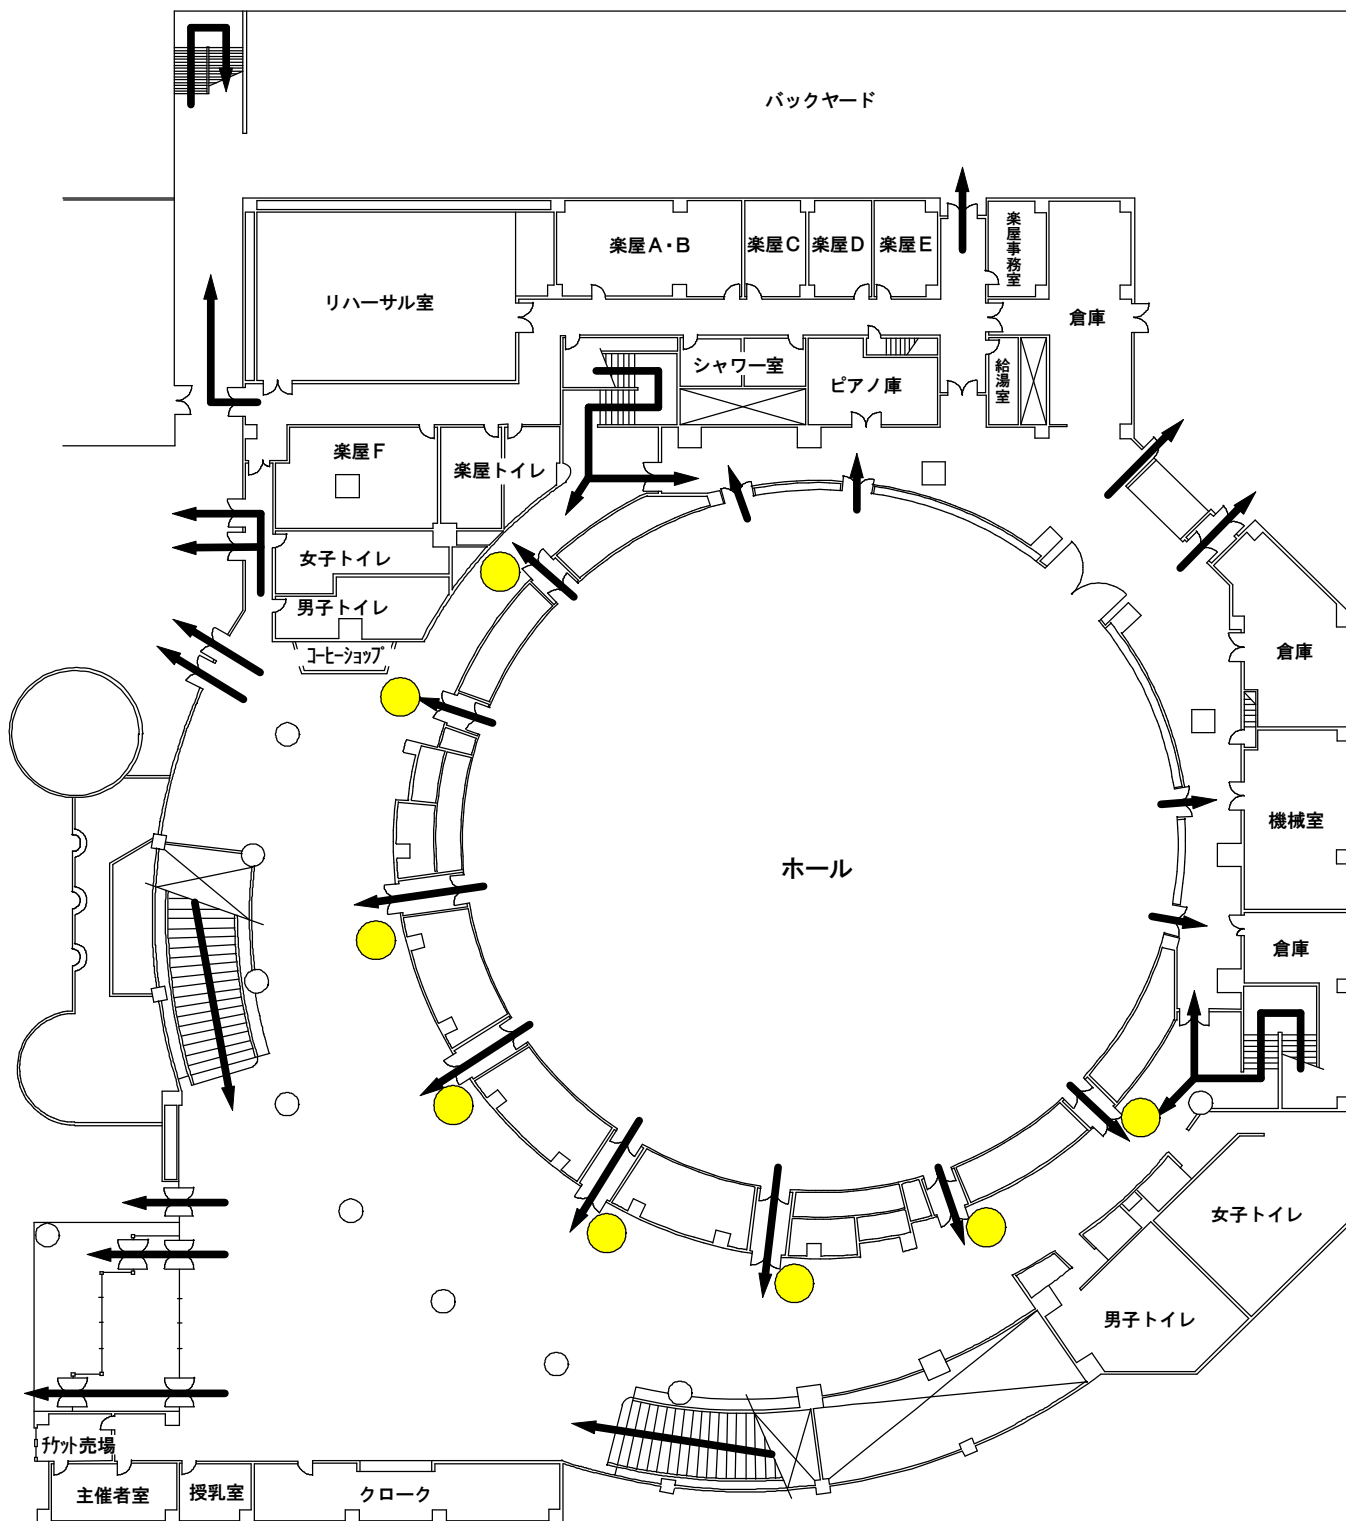 バックヤード
楽屋A・B
楽屋C
楽屋D
楽屋E
楽屋事務室
リハーサル室
倉庫
シャワー室
ピアノ庫
給湯室
楽屋F
楽屋トイレ
女子トイレ
男子トイレ
コーヒーショップ
倉庫
機械室
ホール
倉庫
女子トイレ
男子トイレ
チケット売場
主催者室
授乳室
クローク